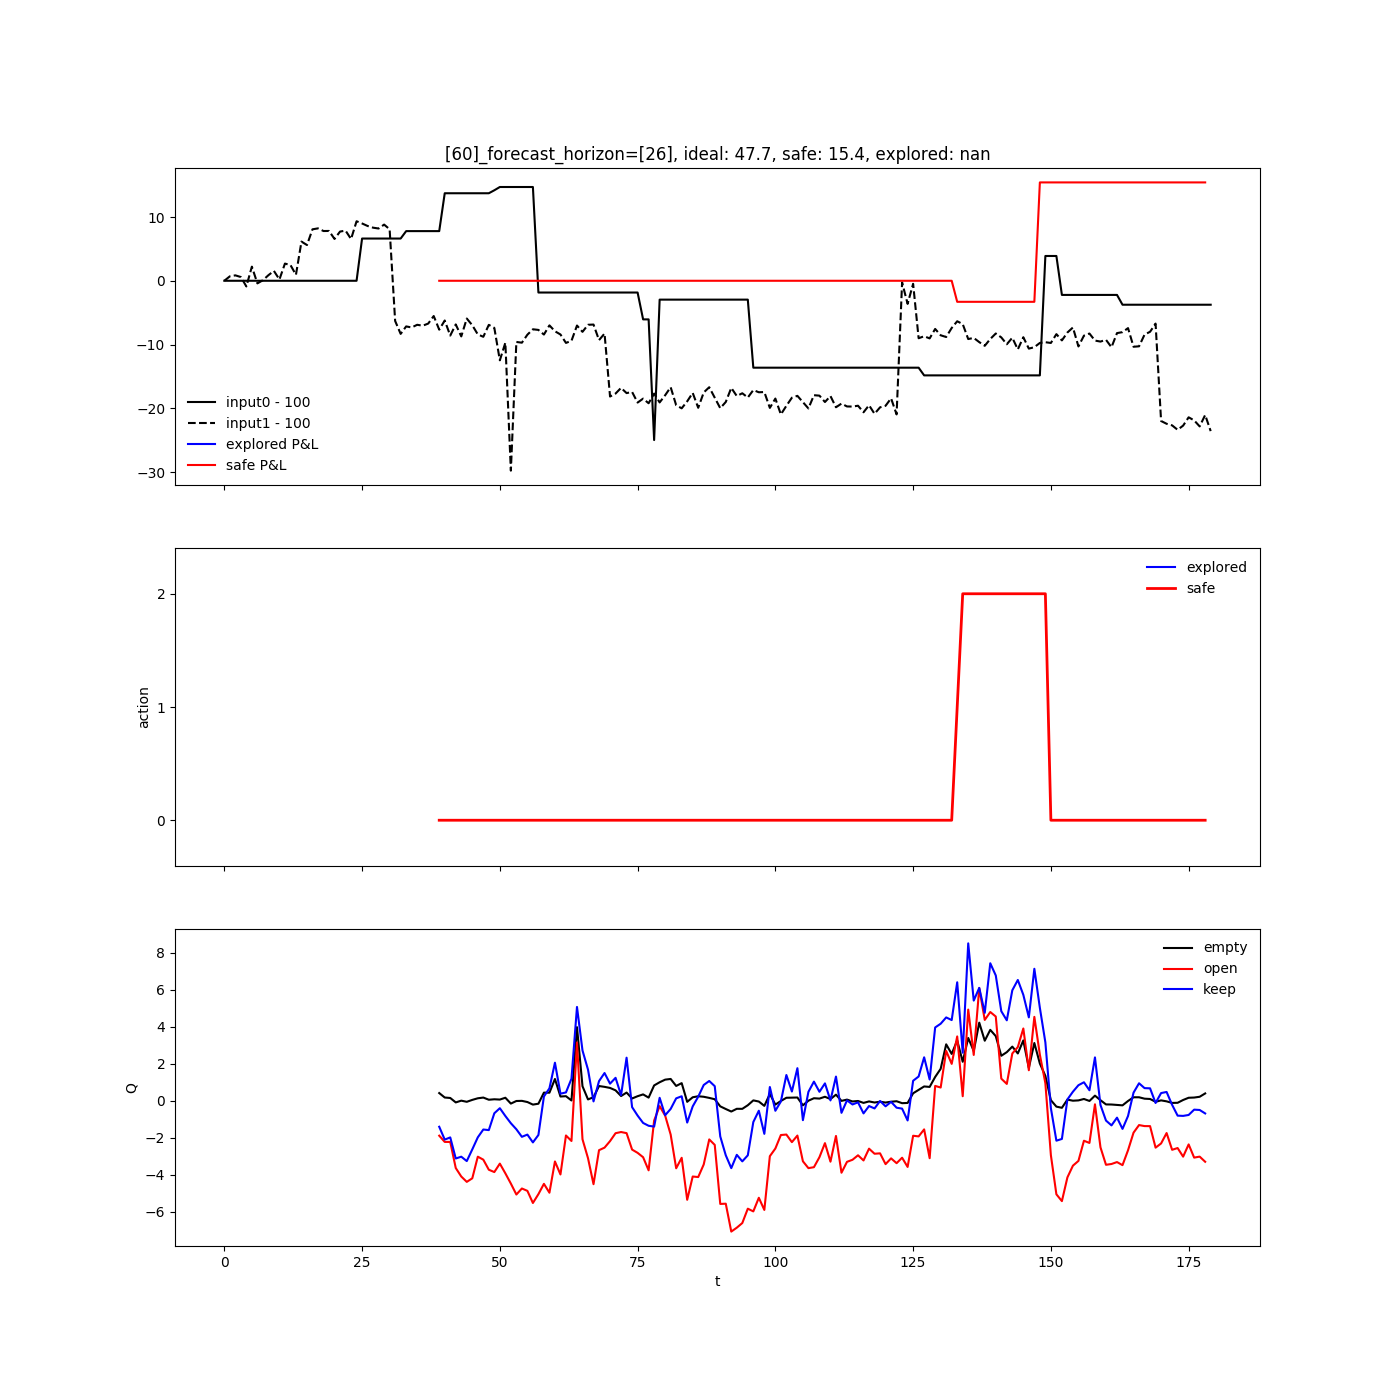 [60]_forecast_horizon=[26], ideal: 47.7, safe: 15.4, explored: nan
10
0
−10
−20
−30
input0 - 100
input1 - 100
explored P&L
safe P&L
explored
safe
2
1
0
action
empty
open
keep
8
6
4
2
0
−2
−4
−6
Q
0 25 50 75 100 125 150 175
t